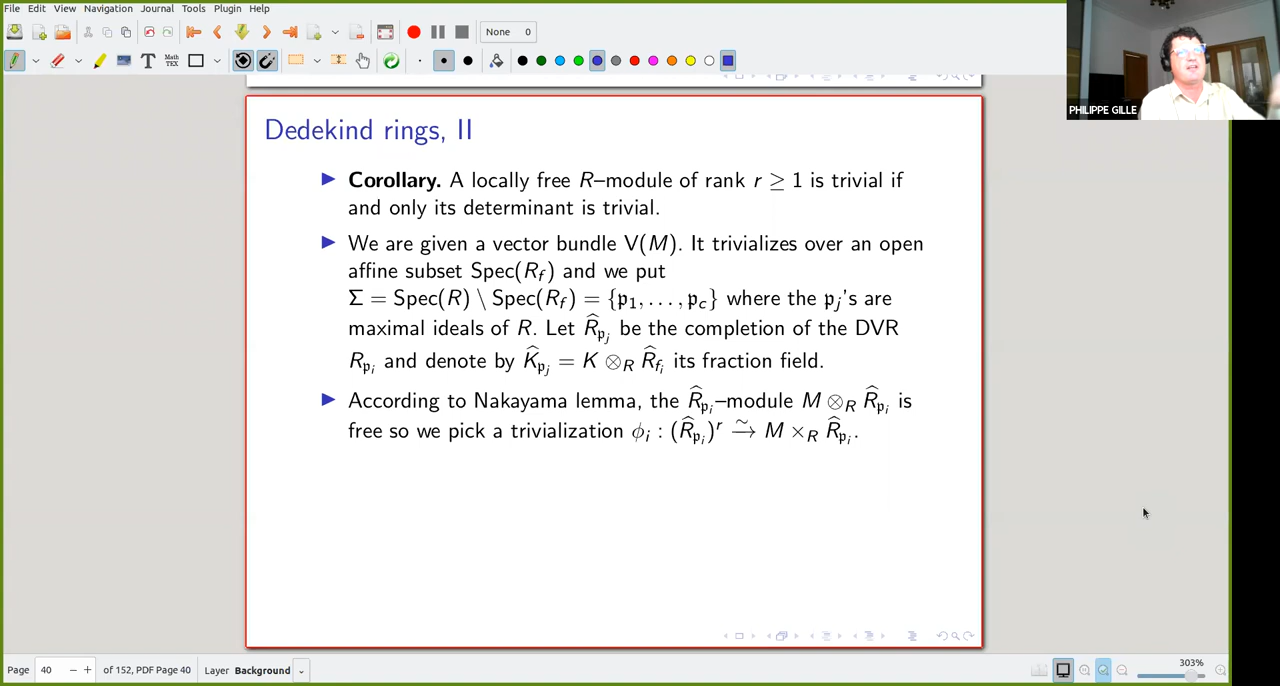 File Edit View Navigation Journal Tools Plugin Help
None 0
PHILIPPE GILLE
Dedekind rings, II
▶ Corollary. A locally free R–module of rank r ≥ 1 is trivial if
and only its determinant is trivial.
▶ We are given a vector bundle V(M). It trivializes over an open
affine subset Spec(R_f) and we put
Σ = Spec(R) \ Spec(R_f) = {𝔭_1, . . . , 𝔭_c} where the 𝔭_j's are
maximal ideals of R. Let R̂_{𝔭_j} be the completion of the DVR
R_{𝔭_i} and denote by K̂_{𝔭_j} = K ⊗_R R̂_{f_i} its fraction field.
▶ According to Nakayama lemma, the R̂_{𝔭_i}–module M ⊗_R R̂_{𝔭_i} is
free so we pick a trivialization ϕ_i : (R̂_{𝔭_i})^r ⥲ M ×_R R̂_{𝔭_i}.
Page 40 − + of 152, PDF Page 40 Layer Background 303%